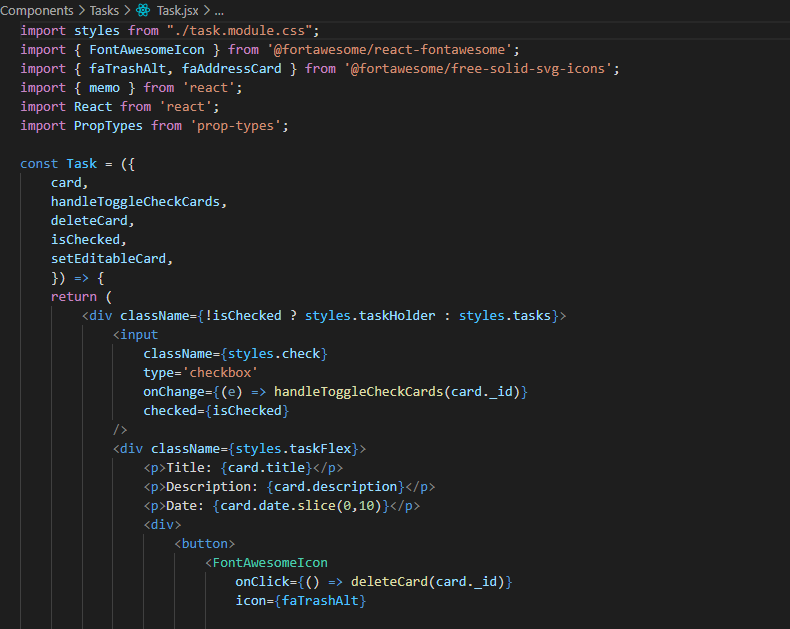 Components > Tasks > Task.jsx > ...
import styles from "./task.module.css";
import { FontAwesomeIcon } from '@fortawesome/react-fontawesome';
import { faTrashAlt, faAddressCard } from '@fortawesome/free-solid-svg-icons';
import { memo } from 'react';
import React from 'react';
import PropTypes from 'prop-types';

const Task = ({
    card,
    handleToggleCheckCards,
    deleteCard,
    isChecked,
    setEditableCard,
    }) => {
    return (
        <div className={!isChecked ? styles.taskHolder : styles.tasks}>
            <input
                className={styles.check}
                type='checkbox'
                onChange={(e) => handleToggleCheckCards(card._id)}
                checked={isChecked}
            />
            <div className={styles.taskFlex}>
                <p>Title: {card.title}</p>
                <p>Description: {card.description}</p>
                <p>Date: {card.date.slice(0,10)}</p>
                <div>
                    <button>
                        <FontAwesomeIcon
                            onClick={() => deleteCard(card._id)}
                            icon={faTrashAlt}